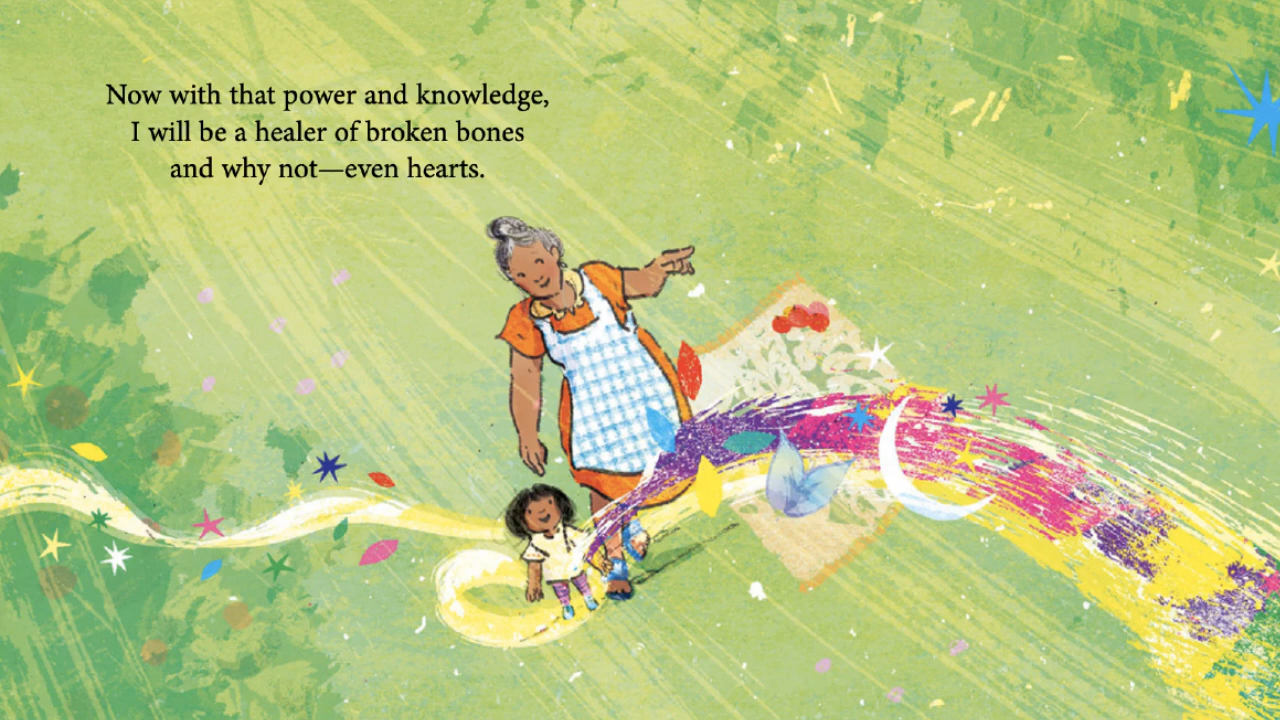 Now with that power and knowledge,
I will be a healer of broken bones
and why not—even hearts.